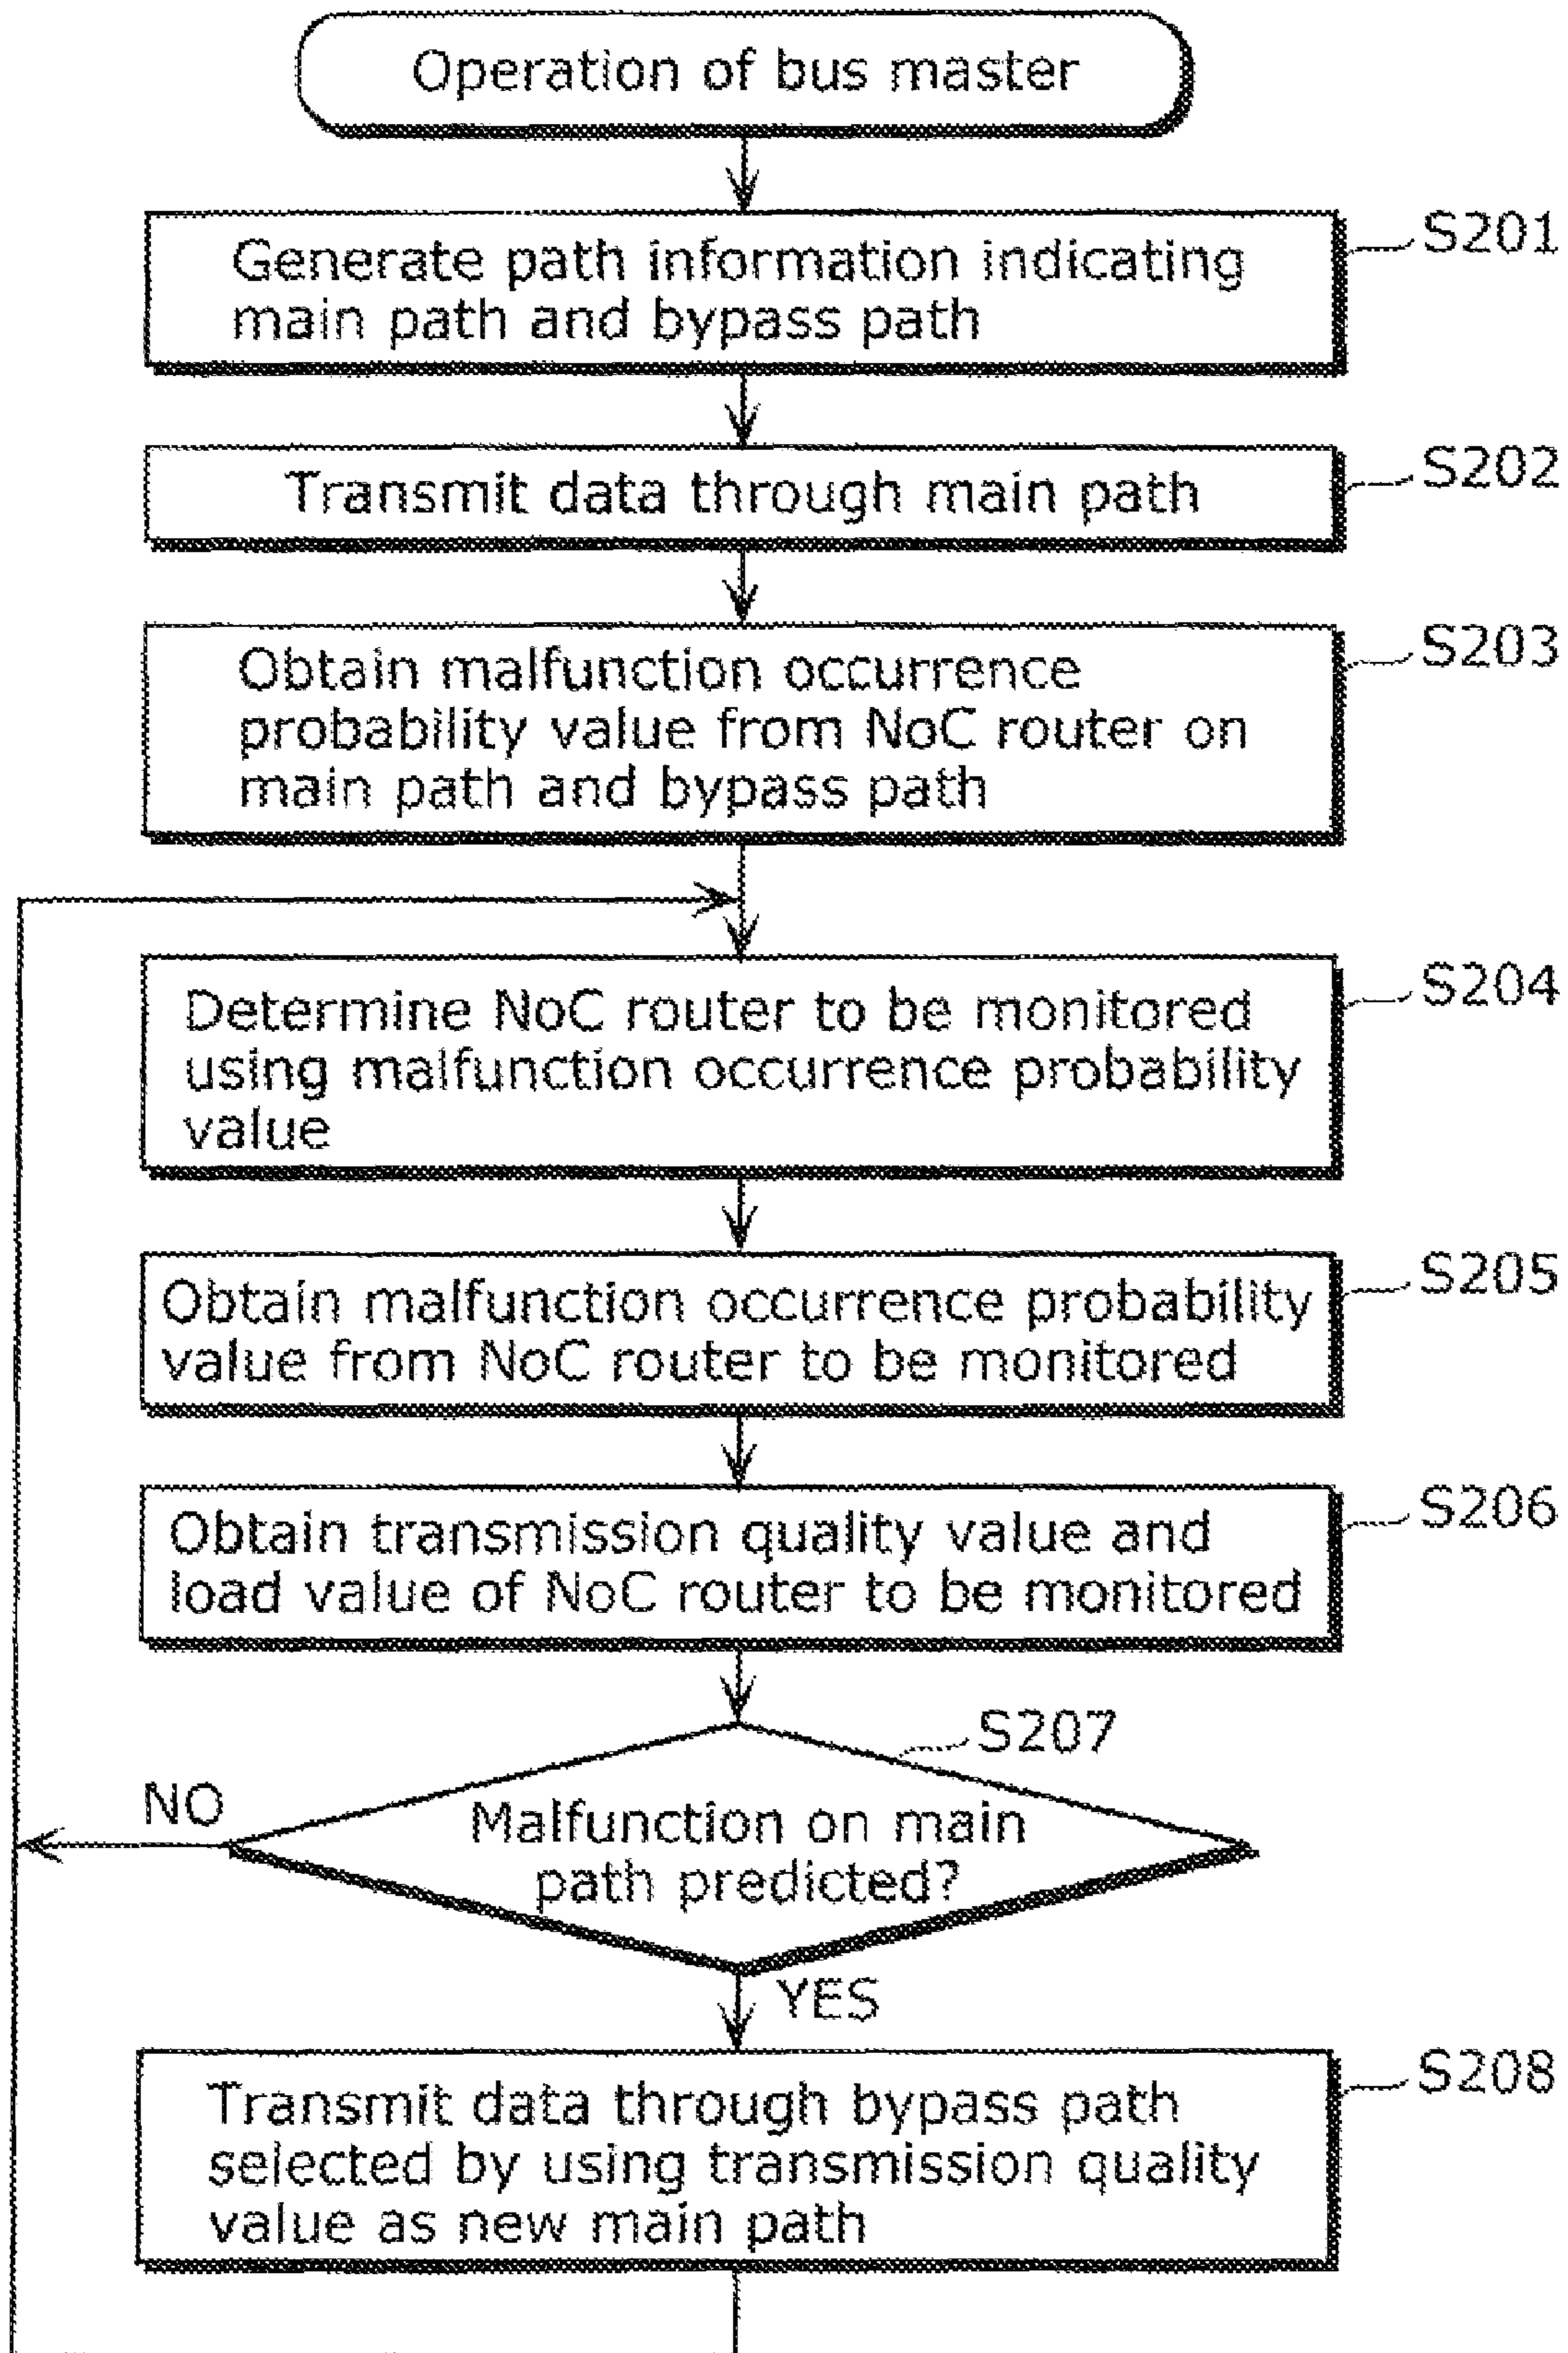 Operation of bus master
S201
Generate path information indicating
main path and bypass path
S202
Transmit data through main path
S203
Obtain malfunction occurrence
probability value from NoC router on
main path and bypass path
S204
Determine NoC router to be monitored
using malfunction occurrence probability
value
S205
Obtain malfunction occurrence probability
value from NoC router to be monitored
S206
Obtain transmission quality value and
load value of NoC router to be monitored
S207
NO
Malfunction on main
path predicted?
YES
S208
Transmit data through bypass path
selected by using transmission quality
value as new main path